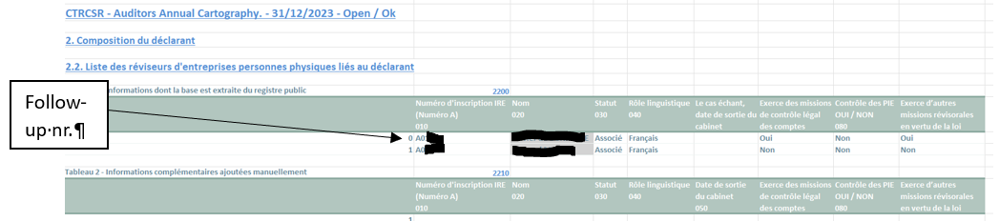 CTRCSR - Auditors Annual Cartography. - 31/12/2023 - Open / Ok
2. Composition du déclarant
2.2. Liste des réviseurs d'entreprises personnes physiques liés au déclarant
Follow-
up·nr.¶
nformations dont la base est extraite du registre public 2200
Numéro d'inscription IRE Nom Statut Rôle linguistique Le cas échant, Exerce des missions Contrôle des PIE Exerce d'autres
(Numéro A) 020 030 040 date de sortie du de contrôle légal OUI / NON missions révisorales
010 cabinet des comptes 080 en vertu de la loi
0 A0 Associé Français Oui Non Oui
1 A0 Associé Français Non Non Non
Tableau 2 - Informations complémentaires ajoutées manuellement 2210
Numéro d'inscription IRE Nom Statut Rôle linguistique Date de sortie Exerce des missions Contrôle des PIE Exerce d'autres
(Numéro A) 020 030 040 du cabinet de contrôle légal OUI / NON missions révisorales
010 050 des comptes 080 en vertu de la loi
1